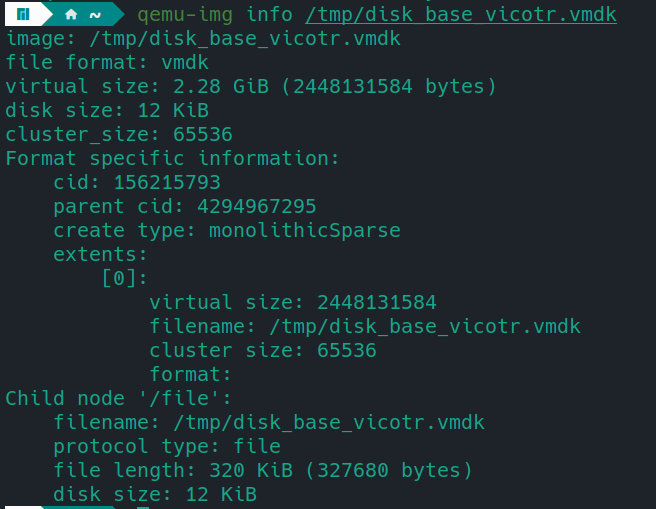 ~ qemu-img info /tmp/disk_base_vicotr.vmdk
image: /tmp/disk_base_vicotr.vmdk
file format: vmdk
virtual size: 2.28 GiB (2448131584 bytes)
disk size: 12 KiB
cluster_size: 65536
Format specific information:
    cid: 156215793
    parent cid: 4294967295
    create type: monolithicSparse
    extents:
        [0]:
            virtual size: 2448131584
            filename: /tmp/disk_base_vicotr.vmdk
            cluster size: 65536
            format:
Child node '/file':
    filename: /tmp/disk_base_vicotr.vmdk
    protocol type: file
    file length: 320 KiB (327680 bytes)
    disk size: 12 KiB